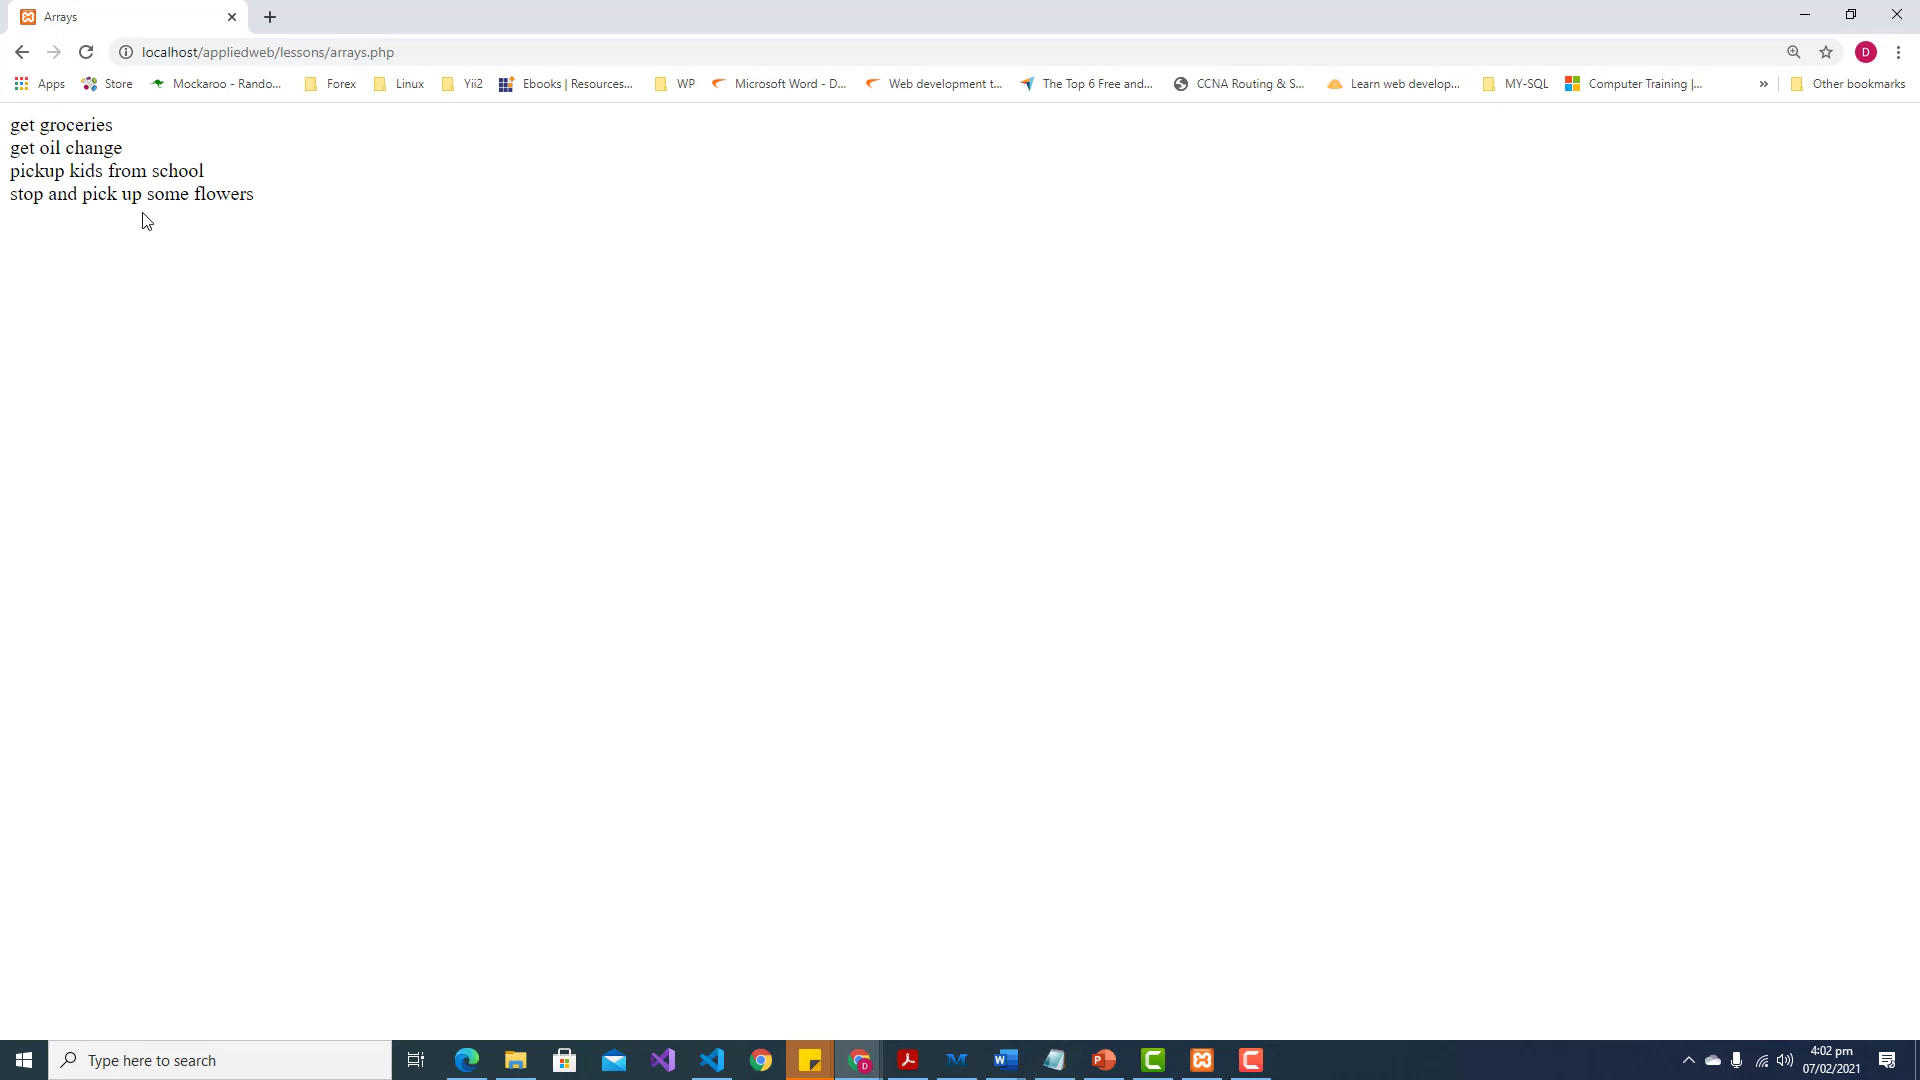 Arrays
localhost/appliedweb/lessons/arrays.php
D
Apps Store Mockaroo - Rando... Forex Linux Yii2 Ebooks | Resources... WP Microsoft Word - D... Web development t... The Top 6 Free and... CCNA Routing & S... Learn web develop... MY-SQL Computer Training |... » Other bookmarks
get groceries
get oil change
pickup kids from school
stop and pick up some flowers
Type here to search
4:02 pm
07/02/2021